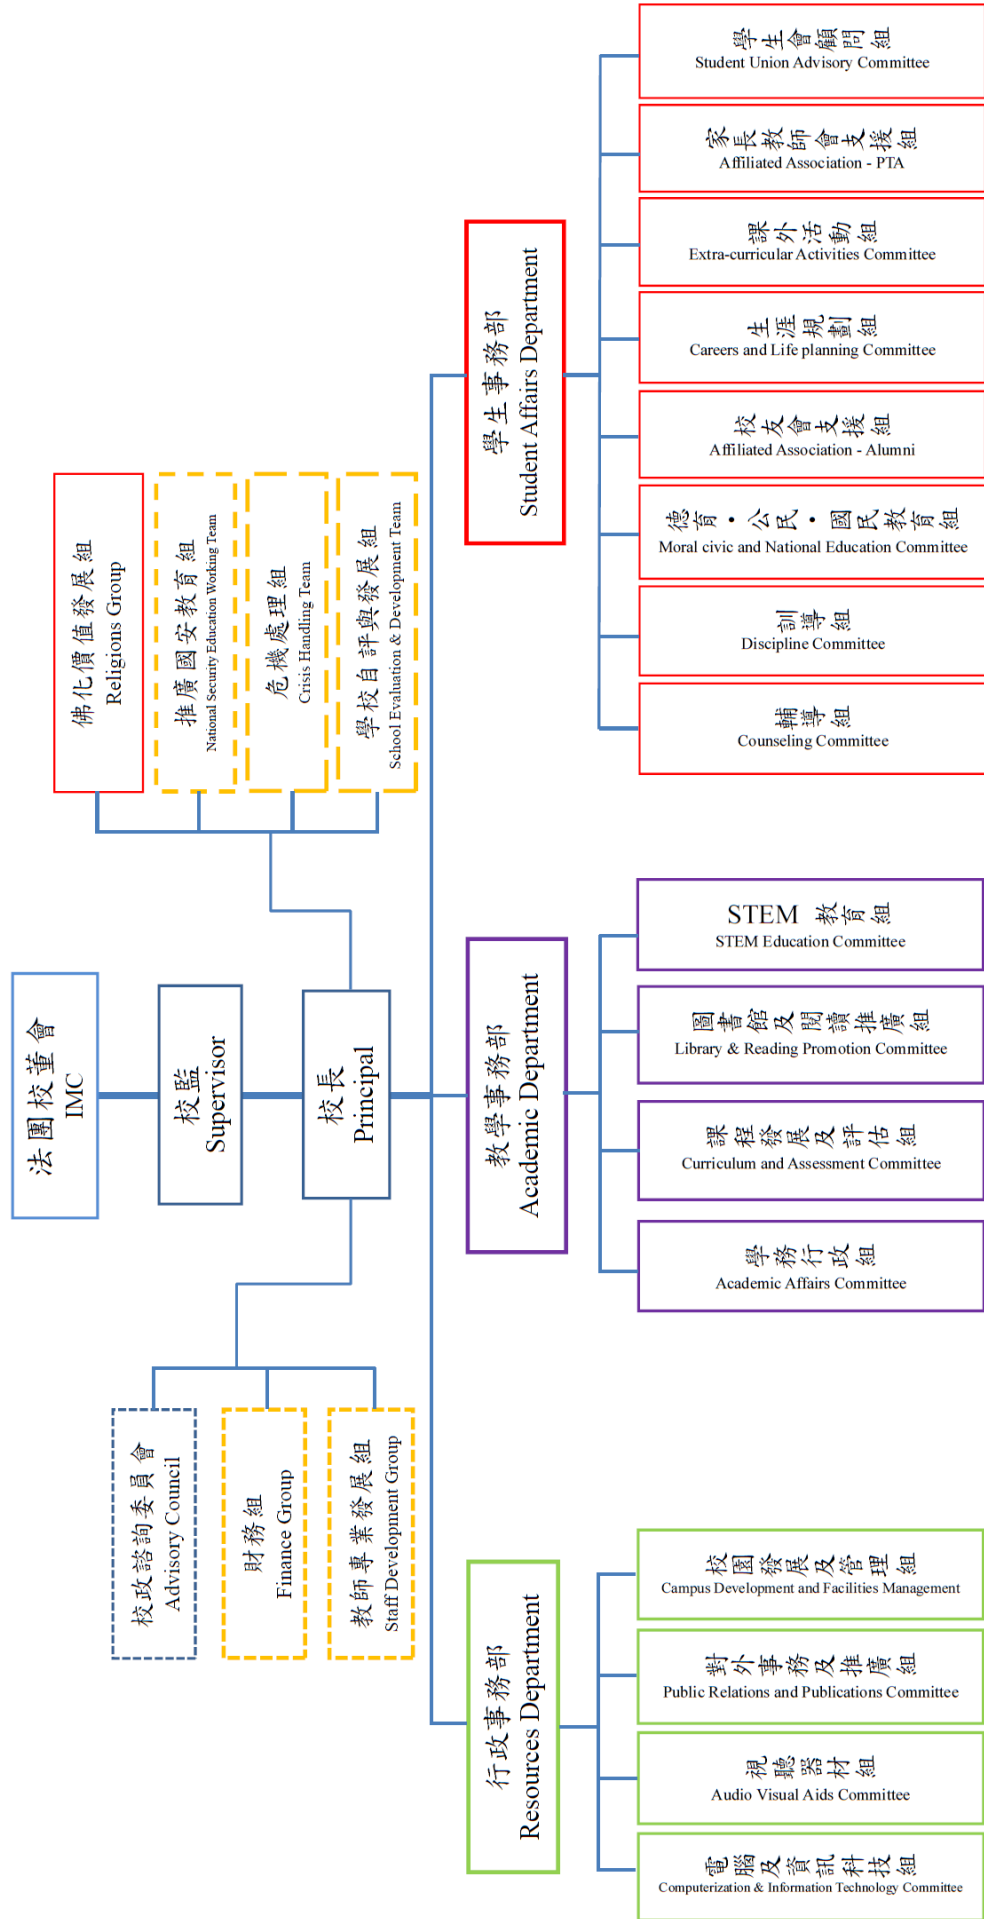 法團校董會
IMC
校監
Supervisor
校長
Principal
校政諮詢委員會
Advisory Council
財務組
Finance Group
教師專業發展組
Staff Development Group
佛化價值發展組
Religions Group
推廣國安教育組
National Security Education Working Team
危機處理組
Crisis Handling Team
學校自評與發展組
School Evaluation & Development Team
行政事務部
Resources Department
教學事務部
Academic Department
學生事務部
Student Affairs Department
電腦及資訊科技組
Computerization & Information Technology Committee
視聽器材組
Audio Visual Aids Committee
對外事務及推廣組
Public Relations and Publications Committee
校園發展及管理組
Campus Development and Facilities Management
學務行政組
Academic Affairs Committee
課程發展及評估組
Curriculum and Assessment Committee
圖書館及閱讀推廣組
Library & Reading Promotion Committee
STEM 教育組
STEM Education Committee
輔導組
Counseling Committee
訓導組
Discipline Committee
德育・公民・國民教育組
Moral civic and National Education Committee
校友會支援組
Affiliated Association - Alumni
生涯規劃組
Careers and Life planning Committee
課外活動組
Extra-curricular Activities Committee
家長教師會支援組
Affiliated Association - PTA
學生會顧問組
Student Union Advisory Committee